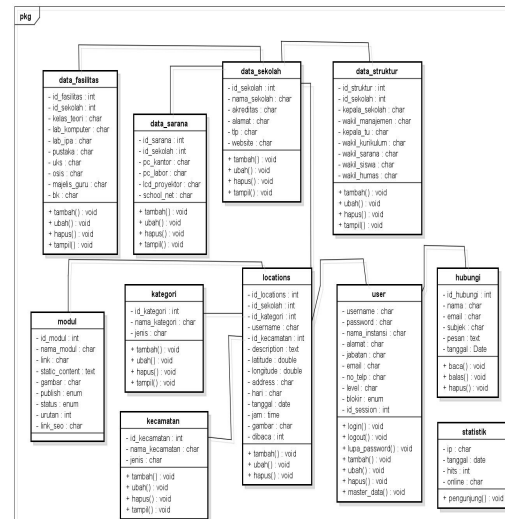 pkg
data_fasilitas
- id_fasilitas : int
- id_sekolah : int
- kelas_teori : char
- lab_komputer : char
- lab_ipa : char
- pustaka : char
- uks : char
- osis : char
- majelis_guru : char
- bk : char
+ tambah() : void
+ ubah() : void
+ hapus() : void
+ tampil() : void
data_sarana
- id_sarana : int
- id_sekolah : int
- pc_kantor : char
- pc_labor : char
- lcd_proyektor : char
- school_net : char
+ tambah() : void
+ ubah() : void
+ hapus() : void
+ tampil() : void
data_sekolah
- id_sekolah : int
- nama_sekolah : char
- akreditas : char
- alamat : char
- tlp : char
- website : char
+ tambah() : void
+ ubah() : void
+ hapus() : void
+ tampil() : void
data_struktur
- id_struktur : int
- id_sekolah : int
- kepala_sekolah : char
- wakil_manajemen : char
- kepala_tu : char
- wakil_kurikulum : char
- wakil_sarana : char
- wakil_siswa : char
- wakil_humas : char
+ tambah() : void
+ ubah() : void
+ hapus() : void
+ tampil() : void
modul
- id_modul : int
- nama_modul : char
- link : char
- static_content : text
- gambar : char
- publish : enum
- status : enum
- urutan : int
- link_seo : char
kategori
- id_kategori : int
- nama_kategori : char
- jenis : char
+ tambah() : void
+ ubah() : void
+ hapus() : void
+ tampil() : void
kecamatan
- id_kecamatan : int
- nama_kecamatan : char
- jenis : char
+ tambah() : void
+ ubah() : void
+ hapus() : void
+ tampil() : void
locations
- id_locations : int
- id_sekolah : int
- id_kategori : int
- username : char
- id_kecamatan : int
- description : text
- latitude : double
- longitude : double
- address : char
- hari : char
- tanggal : date
- jam : time
- gambar : char
- dibaca : int
+ tambah() : void
+ ubah() : void
+ hapus() : void
user
- username : char
- password : char
- nama_instansi : char
- alamat : char
- jabatan : char
- email : char
- no_telp : char
- level : char
- blokir : enum
- id_session : int
+ login() : void
+ logout() : void
+ lupa_password() : void
+ tambah() : void
+ ubah() : void
+ hapus() : void
+ master_data() : void
hubungi
- id_hubungi : int
- nama : char
- email : char
- subjek : char
- pesan : text
- tanggal : Date
+ baca() : void
+ balas() : void
+ hapus() : void
statistik
- ip : char
- tanggal : date
- hits : int
- online : char
+ pengunjung() : void